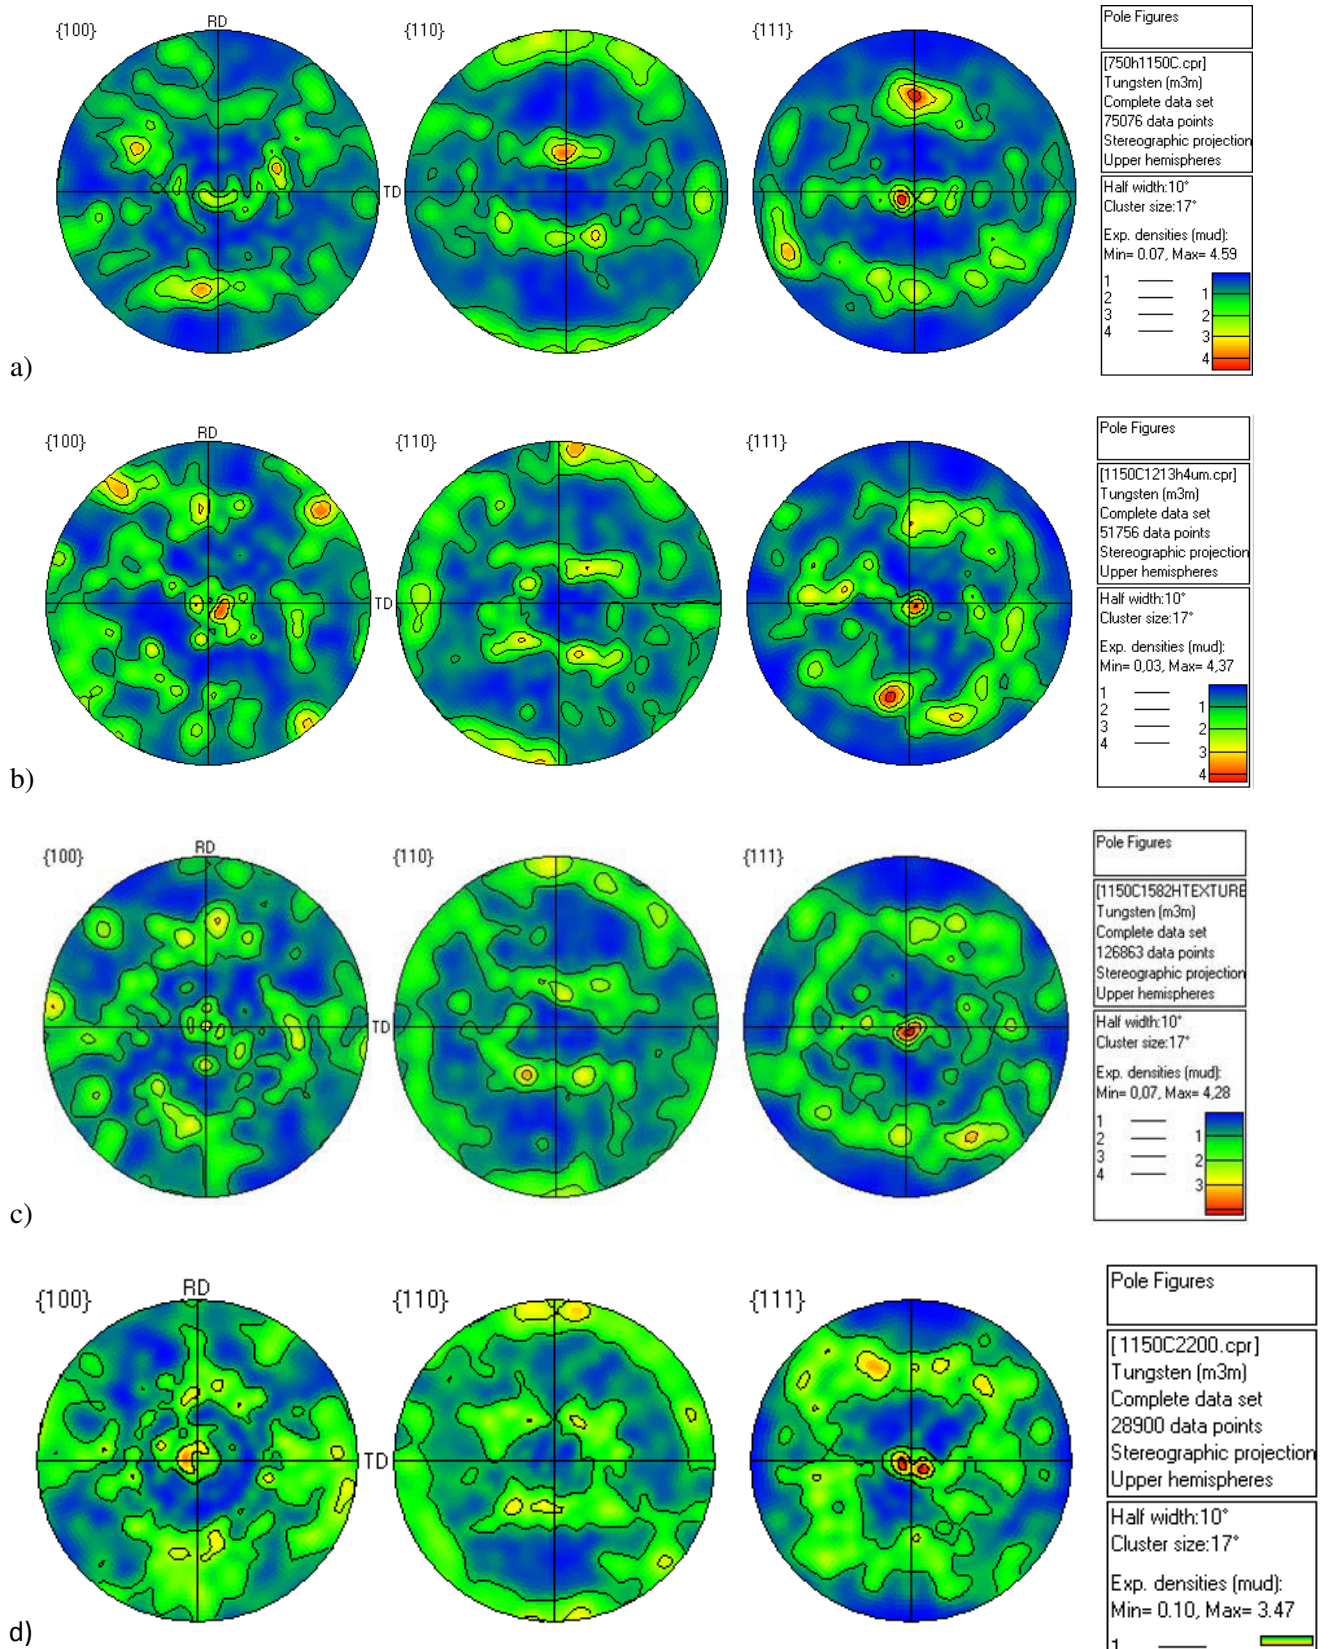 {100}
RD
{110}
{111}
TD
Pole Figures
[750h1150C.cpr]
Tungsten (m3m)
Complete data set
75076 data points
Stereographic projection
Upper hemispheres
Half width:10°
Cluster size:17°
Exp. densities (mud):
Min= 0.07, Max= 4.59
1
2
3
4
1
2
3
4
a)
{100}
RD
{110}
{111}
TD
Pole Figures
[1150C1213h4um.cpr]
Tungsten (m3m)
Complete data set
51756 data points
Stereographic projection
Upper hemispheres
Half width:10°
Cluster size:17°
Exp. densities (mud):
Min= 0,03, Max= 4,37
1
2
3
4
1
2
3
4
b)
{100}
RD
{110}
{111}
TD
Pole Figures
[1150C1582HTEXTURE
Tungsten (m3m)
Complete data set
126863 data points
Stereographic projection
Upper hemispheres
Half width:10°
Cluster size:17°
Exp. densities (mud):
Min= 0,07, Max= 4,28
1
2
3
4
1
2
3
c)
{100}
RD
{110}
{111}
TD
Pole Figures
[1150C2200.cpr]
Tungsten (m3m)
Complete data set
28900 data points
Stereographic projection
Upper hemispheres
Half width:10°
Cluster size:17°
Exp. densities (mud):
Min= 0.10, Max= 3.47
1
d)